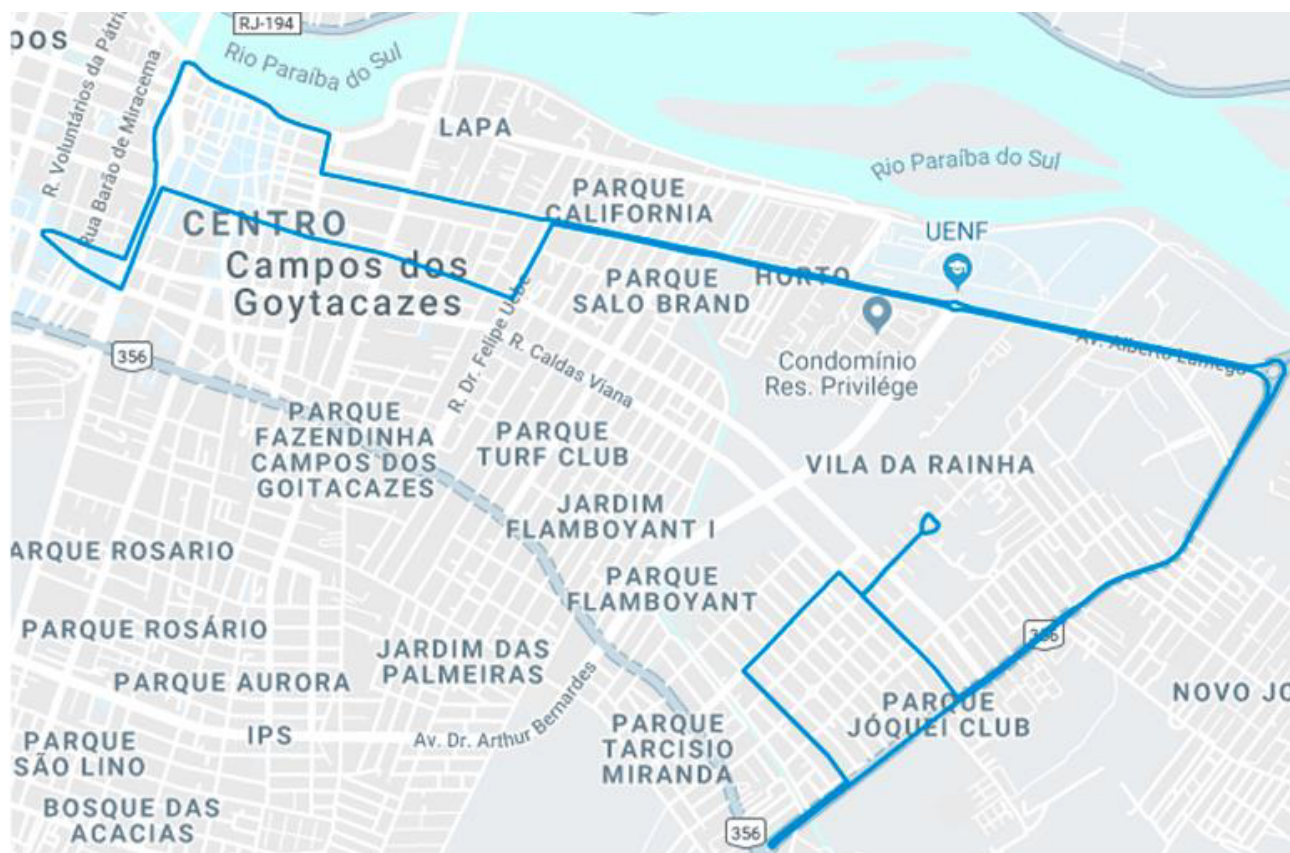 RJ-194
pos
Rio Paraíba do Sul
R. Voluntários da Pátri
Rua Barão de Miracema
LAPA
Rio Paraíba do Sul
PARQUE
CALIFORNIA
CENTRO
UENF
Campos dos
Goytacazes
PARQUE
SALO BRAND
HORTO
R. Dr. Felipe Uebe
R. Caldas Viana
Av. Alberto Lamego
356
Condomínio
Res. Privilége
PARQUE
FAZENDINHA
CAMPOS DOS
GOITACAZES
PARQUE
TURF CLUB
VILA DA RAINHA
JARDIM
FLAMBOYANT I
ARQUE ROSARIO
PARQUE
FLAMBOYANT
PARQUE ROSÁRIO
356
JARDIM DAS
PALMEIRAS
PARQUE AURORA
NOVO JO
PARQUE
JÓQUEI CLUB
IPS
Av. Dr. Arthur Bernardes
PARQUE
TARCISIO
MIRANDA
PARQUE
SÃO LINO
BOSQUE DAS
ACACIAS
356